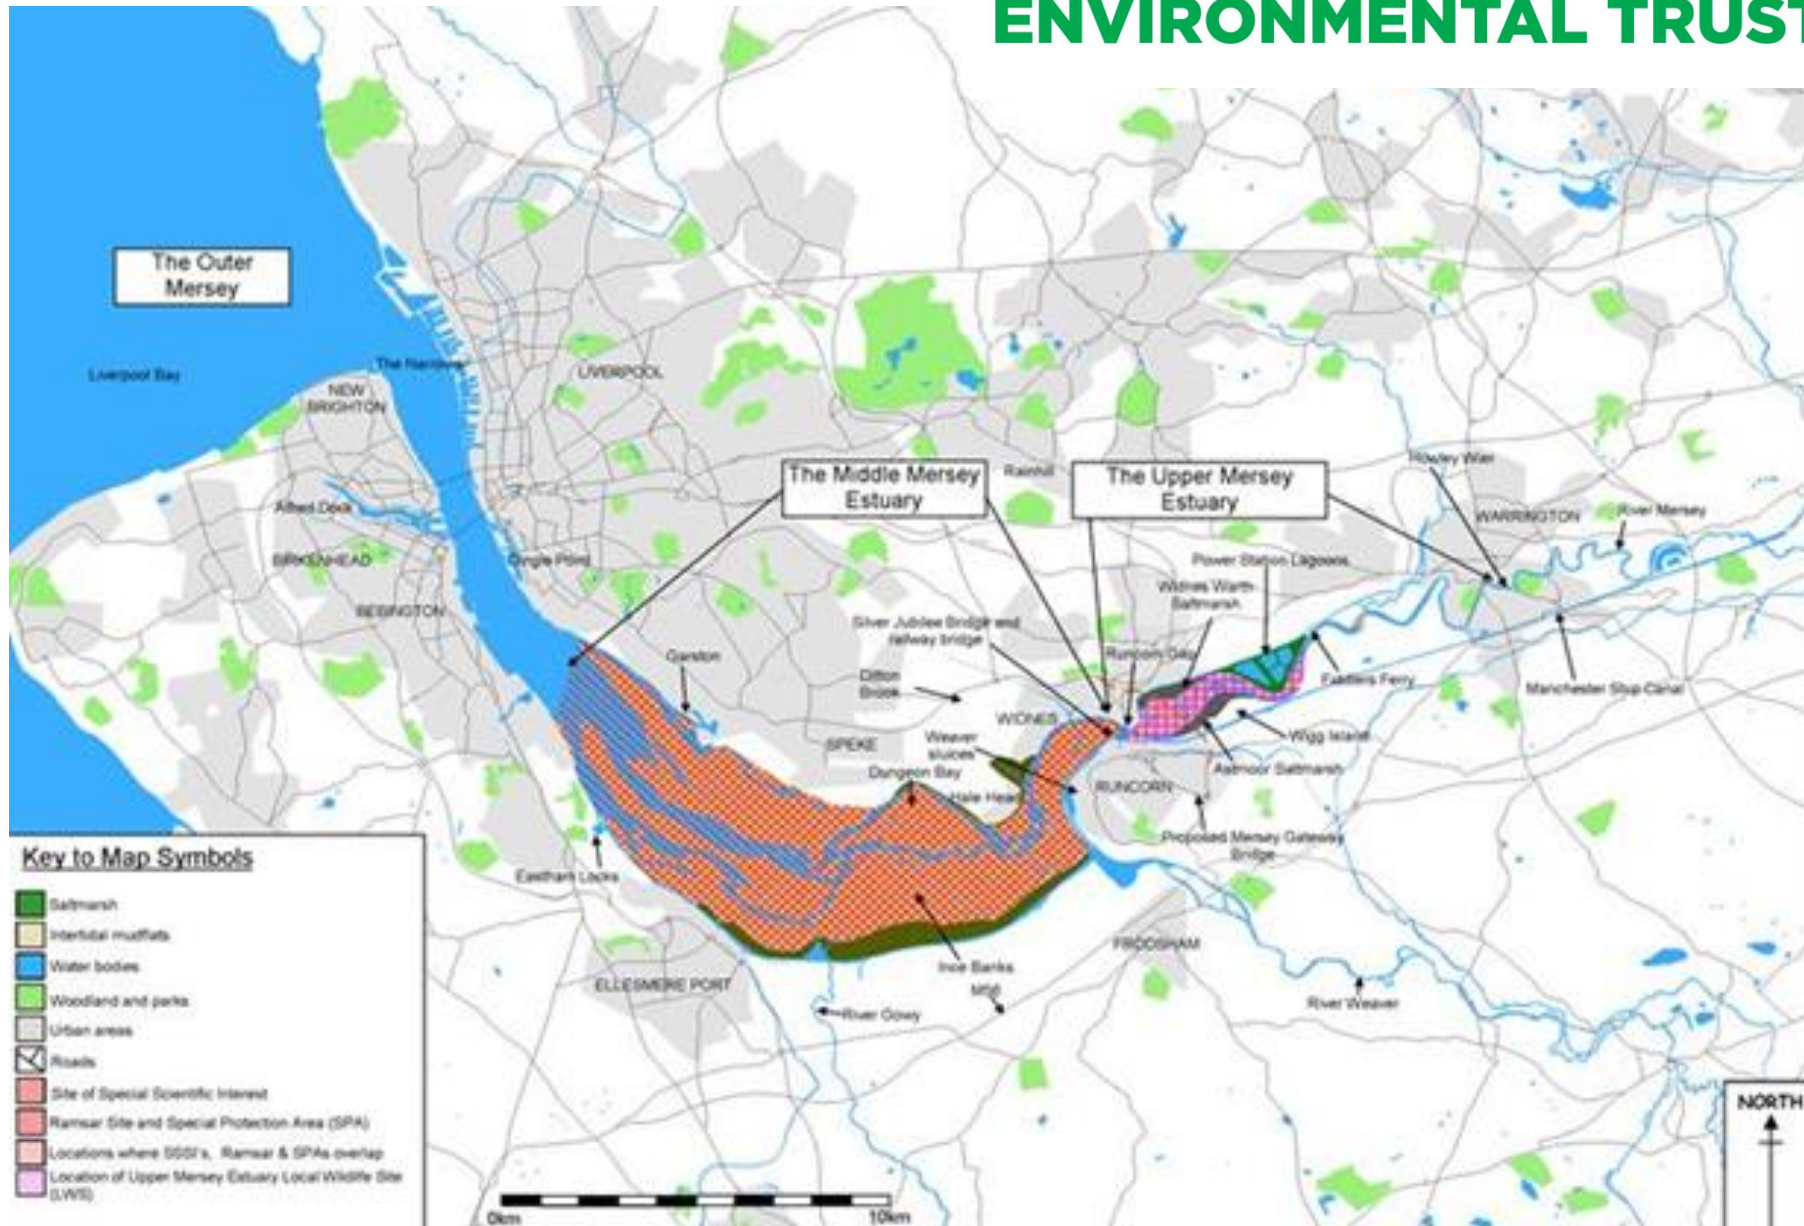 ENVIRONMENTAL TRUST
The Outer
Mersey
Liverpool Bay
The Narrows
NEW
BRIGHTON
LIVERPOOL
The Middle Mersey
Estuary
Rainhill
The Upper Mersey
Estuary
Howley Wier
WARRINGTON
River Mersey
Alfred Dock
BIRKENHEAD
Dingle Point
BEBINGTON
Power Station Lagoons
Widnes Warth
Saltmarsh
Silver Jubilee Bridge and
railway bridge
Runcorn Gap
Garston
Ditton
Brook
Fiddlers Ferry
Manchester Ship Canal
WIDNES
Wigg Island
Weaver
sluices
SPEKE
Dungeon Bay
Astmoor Saltmarsh
Hale Head
RUNCORN
Proposed Mersey Gateway
Bridge
Eastham Locks
Key to Map Symbols
Saltmarsh
Intertidal mudflats
Water bodies
Woodland and parks
Urban areas
Roads
Site of Special Scientific Interest
Ramsar Site and Special Protection Area (SPA)
Locations where SSSI's, Ramsar & SPAs overlap
Location of Upper Mersey Estuary Local Wildlife Site
(LWS)
FRODSHAM
Ince Banks
M56
ELLESMERE PORT
River Gowy
River Weaver
NORTH
0km
10km